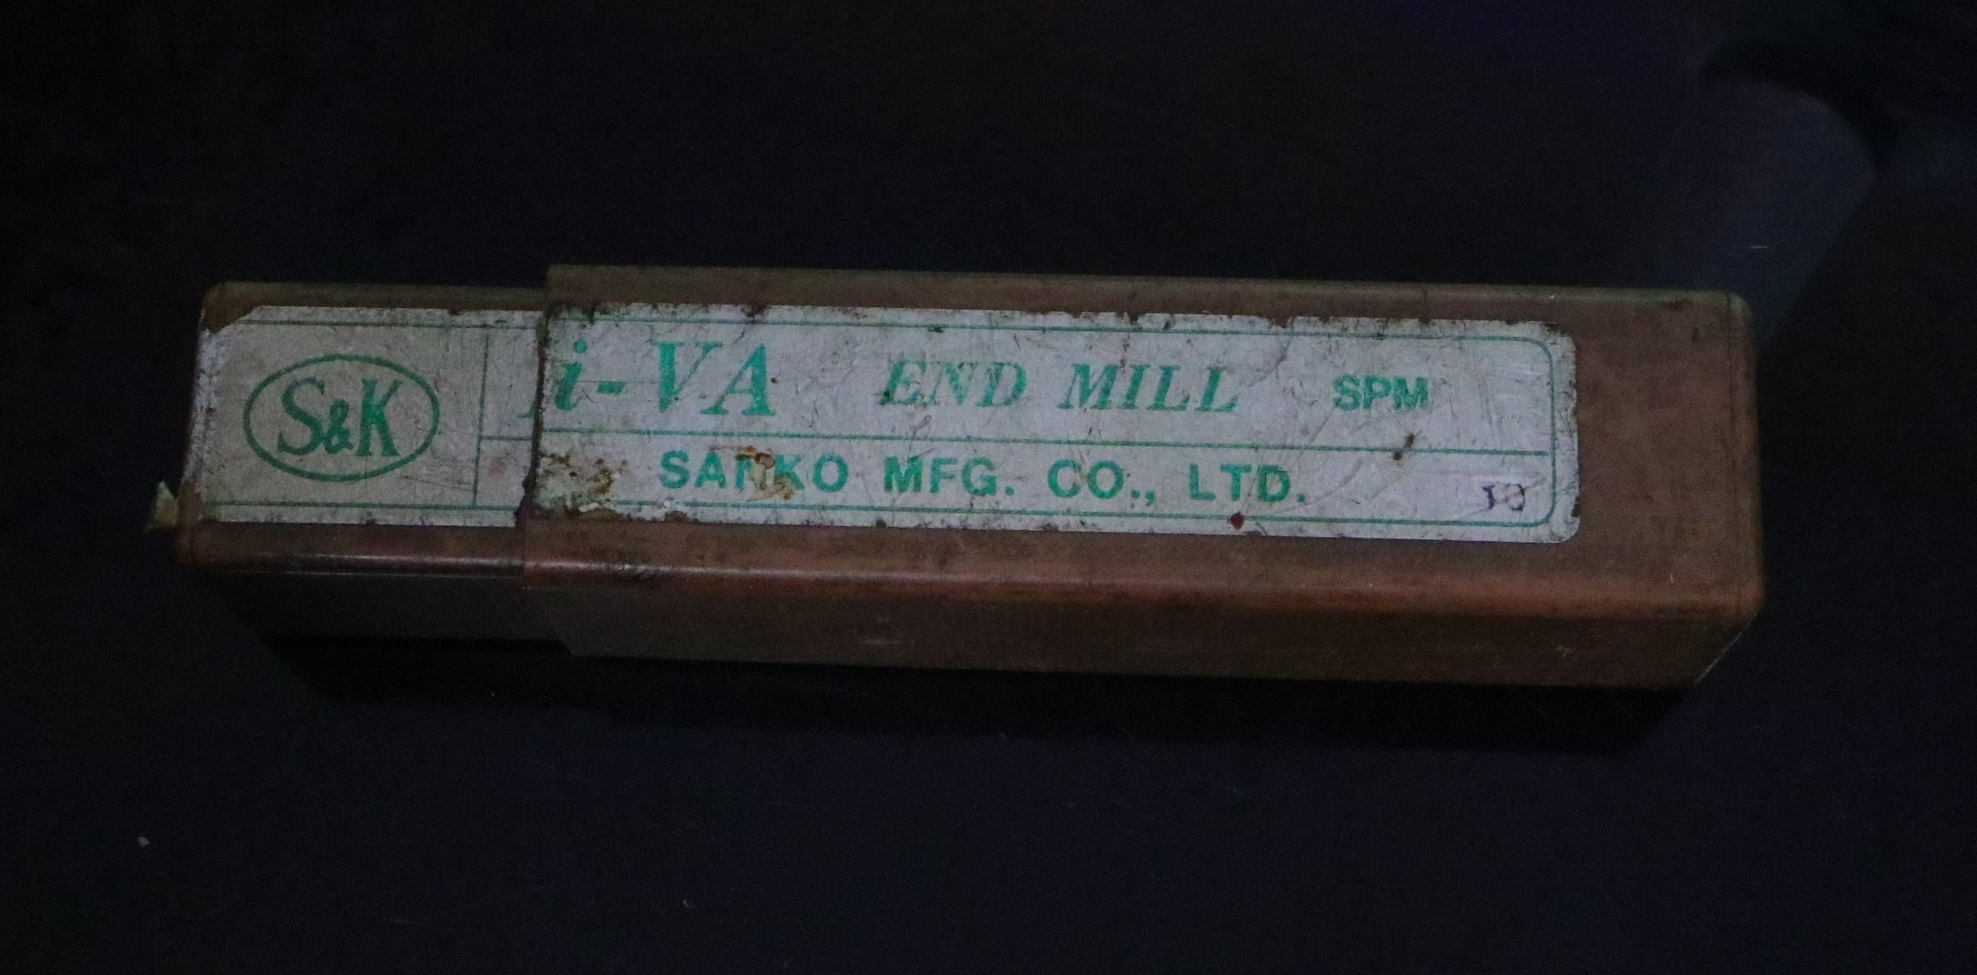 S&K
i-VA END MILL SPM
SANKO MFG. CO., LTD.